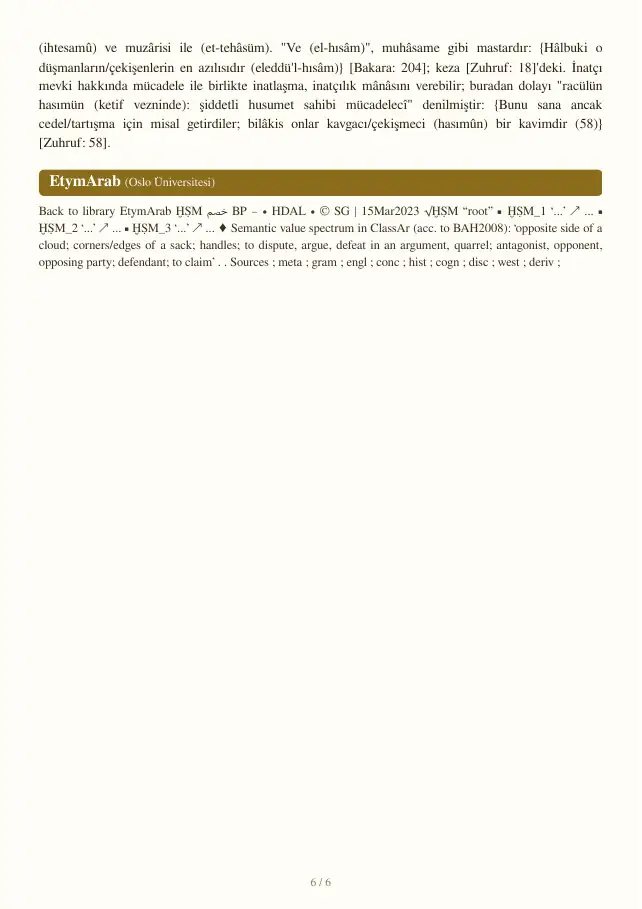 (ihtesamû) ve muzârisi ile (et-tehâsüm). "Ve (el-hısâm)", muhâsame gibi mastardır: {Hâlbuki o
düşmanların/çekişenlerin en azılısıdır (eleddü'l-hısâm)} [Bakara: 204]; keza [Zuhruf: 18]'deki. İnatçı
mevki hakkında mücadele ile birlikte inatlaşma, inatçılık mânâsını verebilir; buradan dolayı "racülün
hasımün (ketif vezninde): şiddetli husumet sahibi mücadelecî" denilmiştir: {Bunu sana ancak
cedel/tartışma için misal getirdiler; bilâkis onlar kavgacı/çekişmeci (hasımûn) bir kavimdir (58)}
[Zuhruf: 58].
EtymArab (Oslo Üniversitesi)
Back to library EtymArab ḪṢM خصم BP – • HDAL • © SG | 15Mar2023 √ḪṢM “root” ▪ ḪṢM_1 ‘...’ ↗ ... ▪
ḪṢM_2 ‘...’ ↗ ... ▪ ḪṢM_3 ‘...’ ↗ ... ♦ Semantic value spectrum in ClassAr (acc. to BAH2008): ‘opposite side of a
cloud; corners/edges of a sack; handles; to dispute, argue, defeat in an argument, quarrel; antagonist, opponent,
opposing party; defendant; to claim’ . . Sources ; meta ; gram ; engl ; conc ; hist ; cogn ; disc ; west ; deriv ;
6 / 6